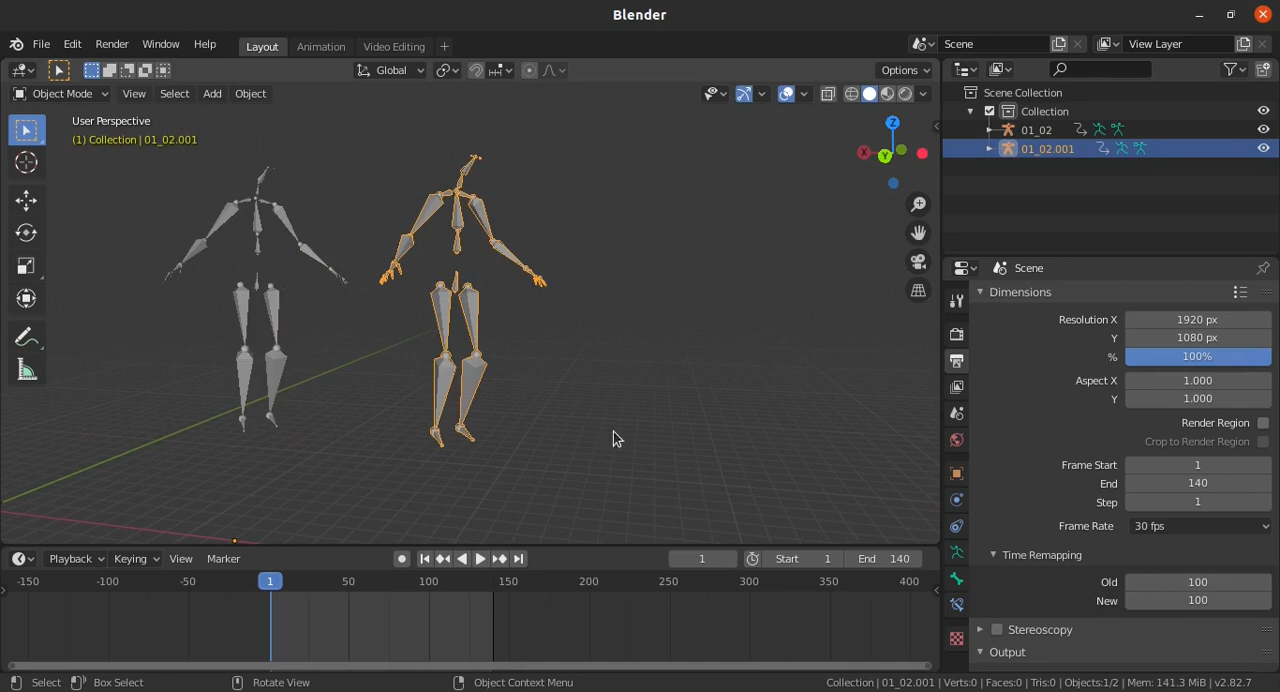 Blender
File Edit Render Window Help Layout Animation Video Editing + Scene View Layer
Global Options
Object Mode View Select Add Object
User Perspective
(1) Collection | 01_02.001
Z
X
Y
Scene Collection
Collection
01_02
01_02.001
Scene
Dimensions
Resolution X 1920 px
Y 1080 px
% 100%
Aspect X 1.000
Y 1.000
Render Region
Crop to Render Region
Frame Start 1
End 140
Step 1
Frame Rate 30 fps
Time Remapping
Old 100
New 100
Stereoscopy
Output
Playback Keying View Marker 1 Start 1 End 140
-150 -100 -50 1 50 100 150 200 250 300 350 400
Select Box Select Rotate View Object Context Menu Collection | 01_02.001 | Verts:0 | Faces:0 | Tris:0 | Objects:1/2 | Mem: 141.3 MiB | v2.82.7